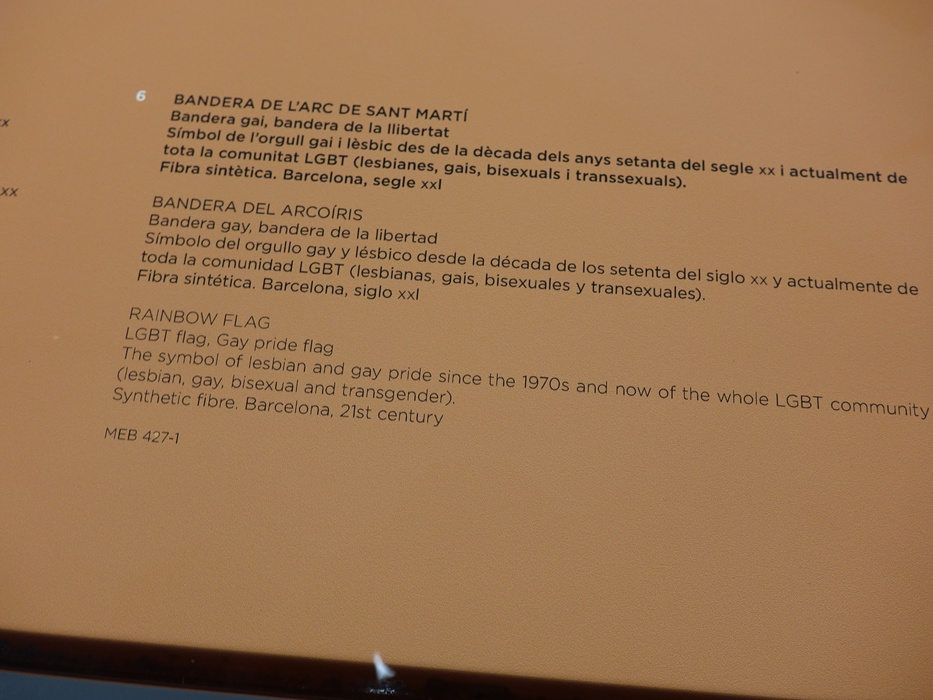 xx
xx
6
BANDERA DE L'ARC DE SANT MARTÍ
Bandera gai, bandera de la llibertat
Símbol de l'orgull gai i lèsbic des de la dècada dels anys setanta del segle xx i actualment de
tota la comunitat LGBT (lesbianes, gais, bisexuals i transsexuals).
Fibra sintètica. Barcelona, segle xxI
BANDERA DEL ARCOÍRIS
Bandera gay, bandera de la libertad
Símbolo del orgullo gay y lésbico desde la década de los setenta del siglo xx y actualmente de
toda la comunidad LGBT (lesbianas, gais, bisexuales y transexuales).
Fibra sintética. Barcelona, siglo xxI
RAINBOW FLAG
LGBT flag, Gay pride flag
The symbol of lesbian and gay pride since the 1970s and now of the whole LGBT community
(lesbian, gay, bisexual and transgender).
Synthetic fibre. Barcelona, 21st century
MEB 427-1